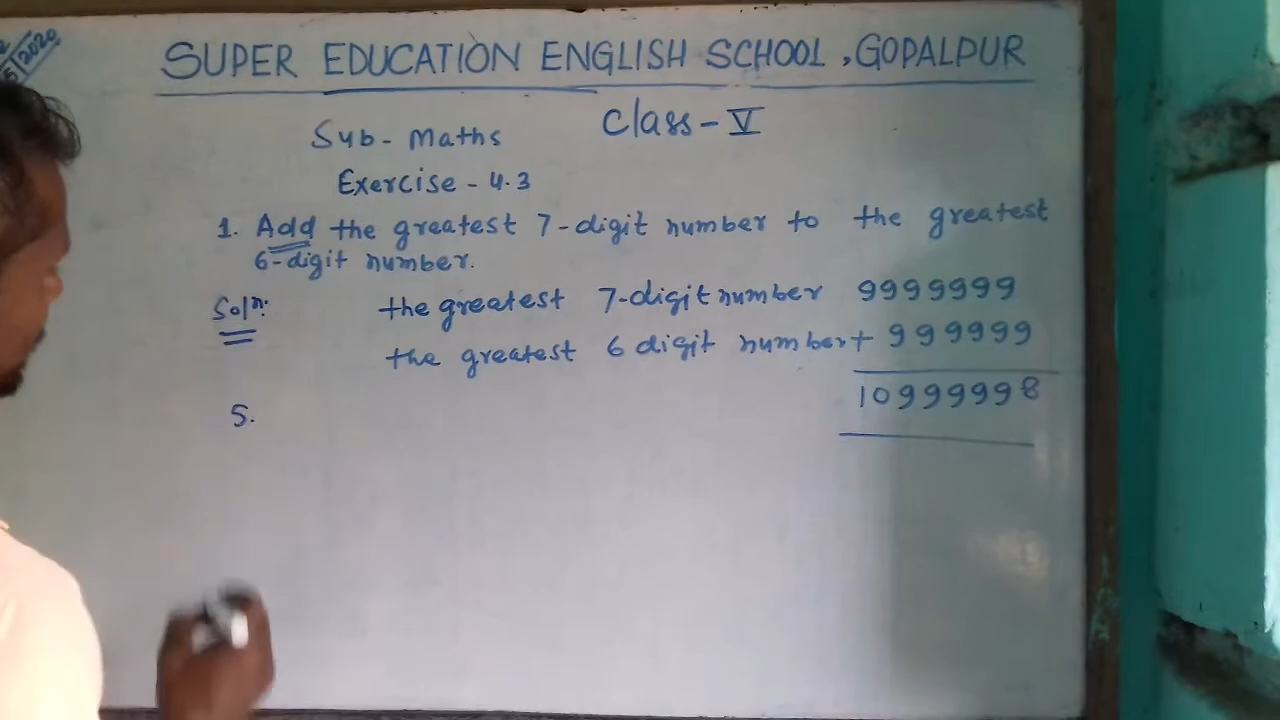 2020
SUPER EDUCATION ENGLISH SCHOOL, GOPALPUR
Class - V
Sub - Maths
Exercise - 4.3
1. Add the greatest 7-digit number to the greatest
6-digit number.
Solⁿ: the greatest 7-digit number 9999999
the greatest 6 digit number + 999999
10999998
5.